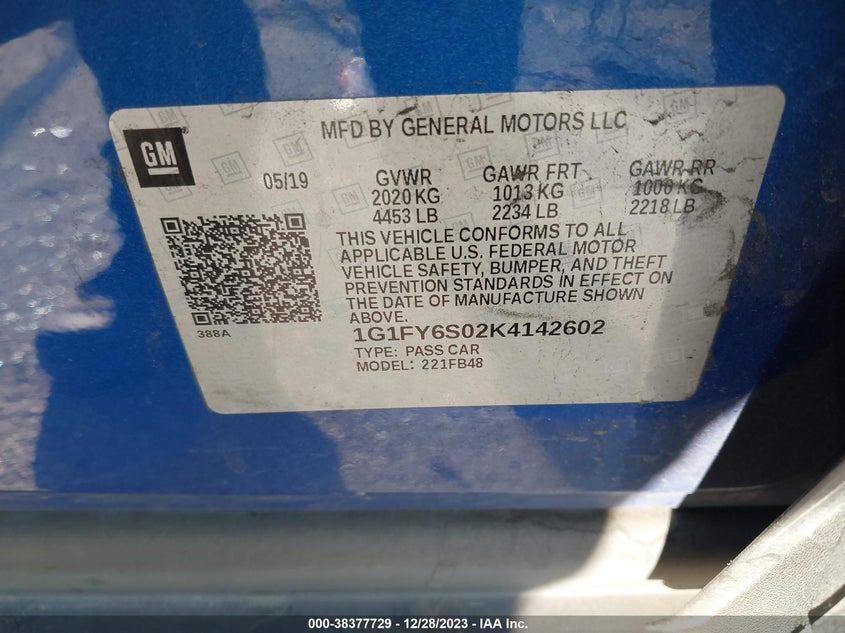 MFD BY GENERAL MOTORS LLC
GM
05/19 GVWR GAWR FRT GAWR RR
2020 KG 1013 KG 1006 KG
4453 LB 2234 LB 2218 LB
THIS VEHICLE CONFORMS TO ALL
APPLICABLE U.S. FEDERAL MOTOR
VEHICLE SAFETY, BUMPER, AND THEFT
PREVENTION STANDARDS IN EFFECT ON
THE DATE OF MANUFACTURE SHOWN
ABOVE.
388A
1G1FY6S02K4142602
TYPE: PASS CAR
MODEL: 221FB48
000-38377729 - 12/28/2023 - IAA Inc.